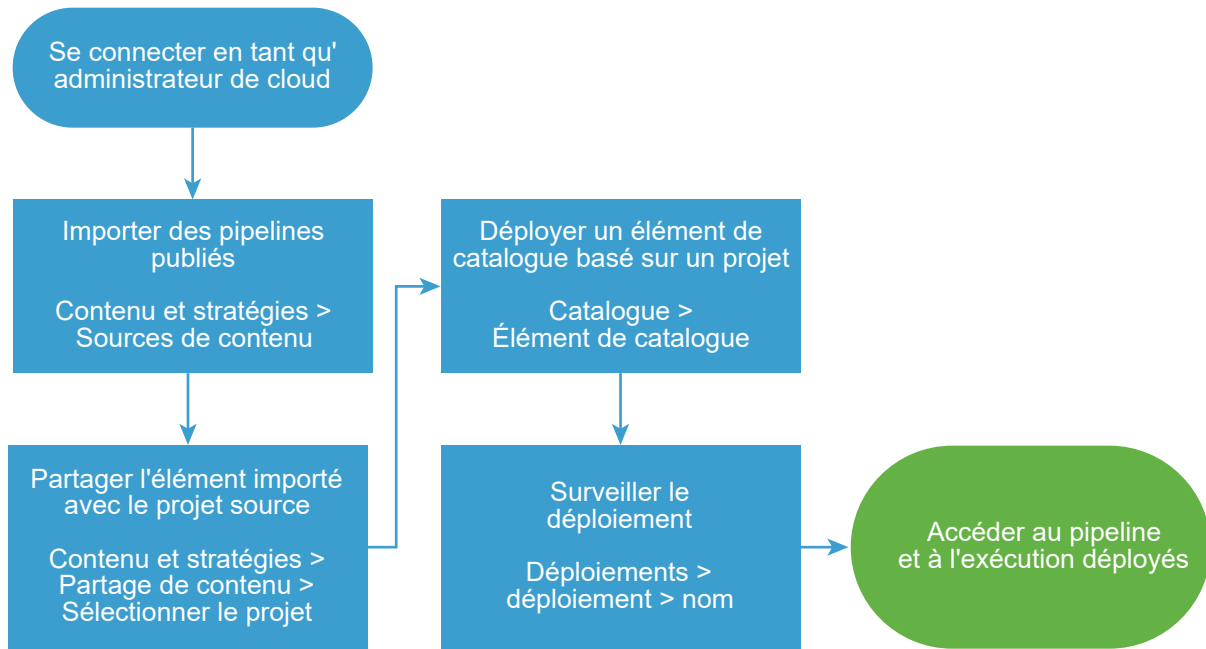 Se connecter en tant qu'
administrateur de cloud
Importer des pipelines
publiés
Contenu et stratégies >
Sources de contenu
Partager l'élément importé
avec le projet source
Contenu et stratégies >
Partage de contenu >
Sélectionner le projet
Déployer un élément de
catalogue basé sur un projet
Catalogue >
Élément de catalogue
Surveiller le
déploiement
Déploiements >
déploiement > nom
Accéder au pipeline
et à l'exécution déployés